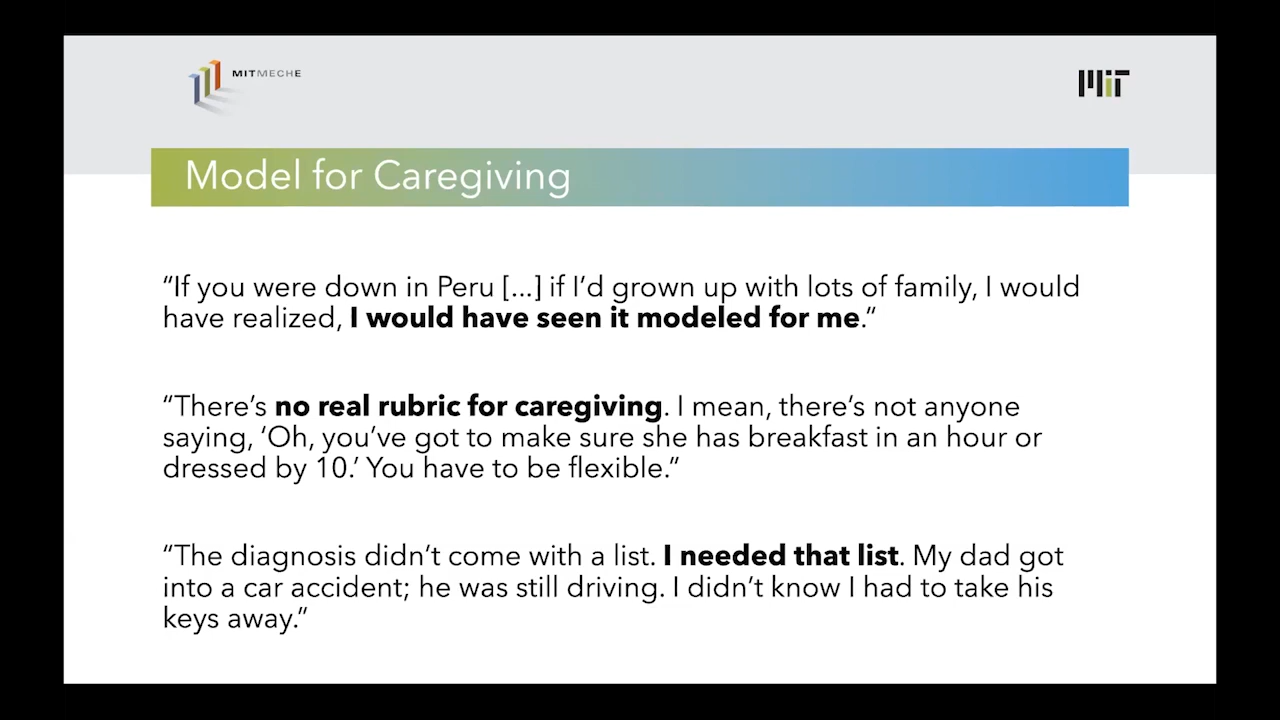 MITMECHE
MIT
Model for Caregiving
“If you were down in Peru [...] if I’d grown up with lots of family, I would
have realized, I would have seen it modeled for me.”
“There’s no real rubric for caregiving. I mean, there’s not anyone
saying, ‘Oh, you’ve got to make sure she has breakfast in an hour or
dressed by 10.’ You have to be flexible.”
“The diagnosis didn’t come with a list. I needed that list. My dad got
into a car accident; he was still driving. I didn’t know I had to take his
keys away.”